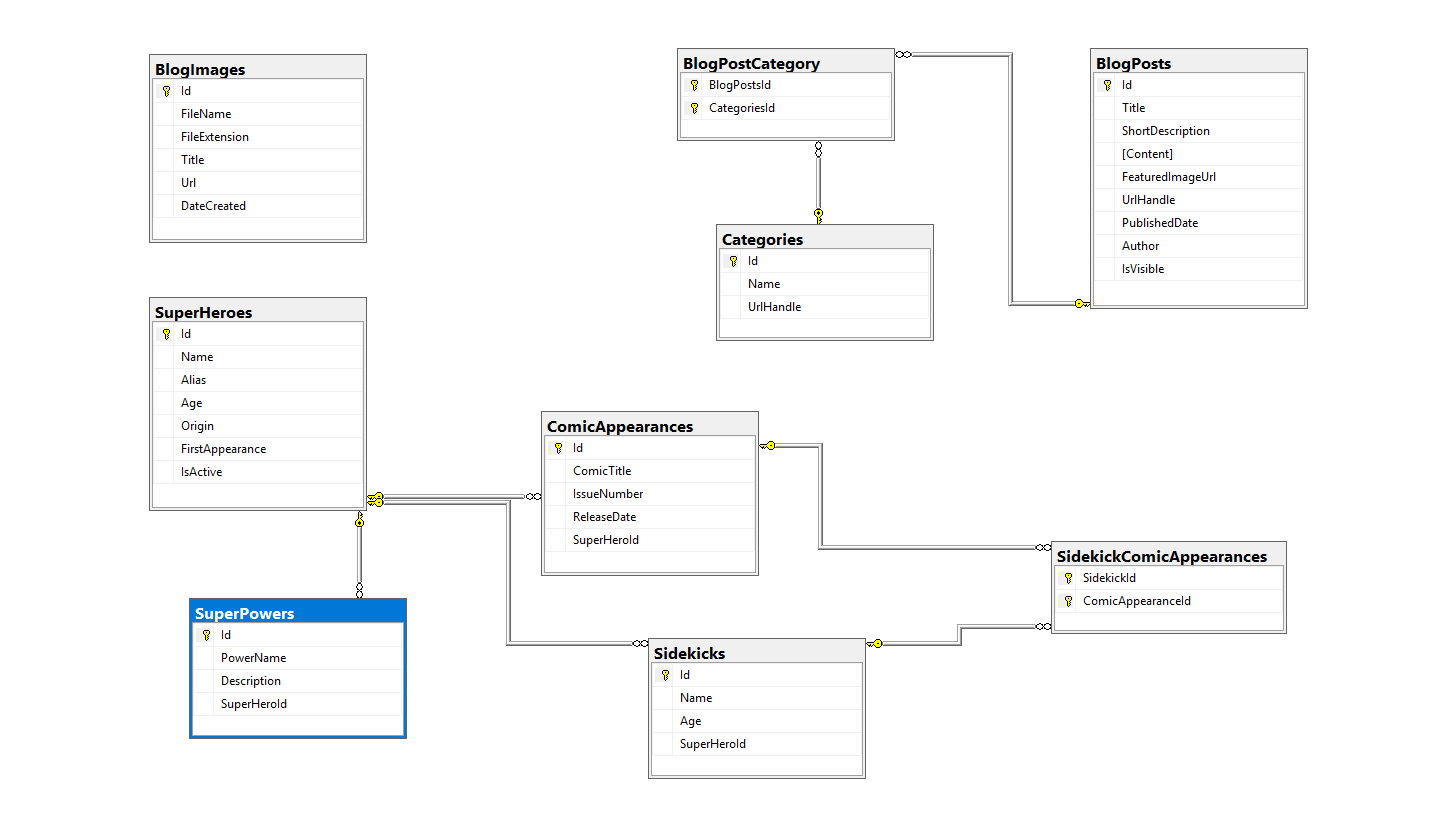 BlogImages
Id
FileName
FileExtension
Title
Url
DateCreated
BlogPostCategory
BlogPostsId
CategoriesId
BlogPosts
Id
Title
ShortDescription
[Content]
FeaturedImageUrl
UrlHandle
PublishedDate
Author
IsVisible
Categories
Id
Name
UrlHandle
SuperHeroes
Id
Name
Alias
Age
Origin
FirstAppearance
IsActive
ComicAppearances
Id
ComicTitle
IssueNumber
ReleaseDate
SuperHeroId
SidekickComicAppearances
SidekickId
ComicAppearanceId
SuperPowers
Id
PowerName
Description
SuperHeroId
Sidekicks
Id
Name
Age
SuperHeroId